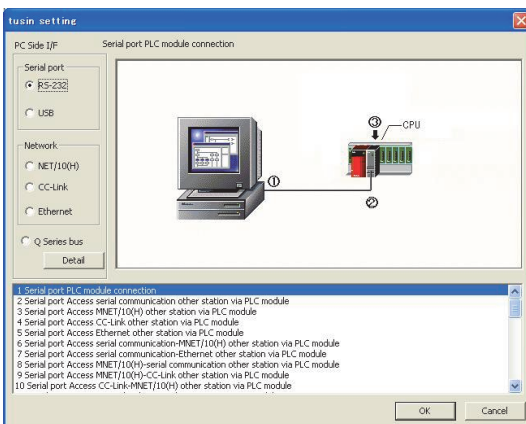 tusin setting
PC Side I/F
Serial port PLC module connection
Serial port
RS-232
USB
Network
NET/10(H)
CC-Link
Ethernet
Q Series bus
Detail
①
②
③
CPU
1 Serial port PLC module connection
2 Serial port Access serial communication other station via PLC module
3 Serial port Access MNET/10(H) other station via PLC module
4 Serial port Access CC-Link other station via PLC module
5 Serial port Access Ethernet other station via PLC module
6 Serial port Access serial communication-MNET/10(H) other station via PLC module
7 Serial port Access serial communication-Ethernet other station via PLC module
8 Serial port Access MNET/10(H)-serial communication other station via PLC module
9 Serial port Access MNET/10(H)-CC-Link other station via PLC module
10 Serial port Access CC-Link-MNET/10(H) other station via PLC module
OK
Cancel